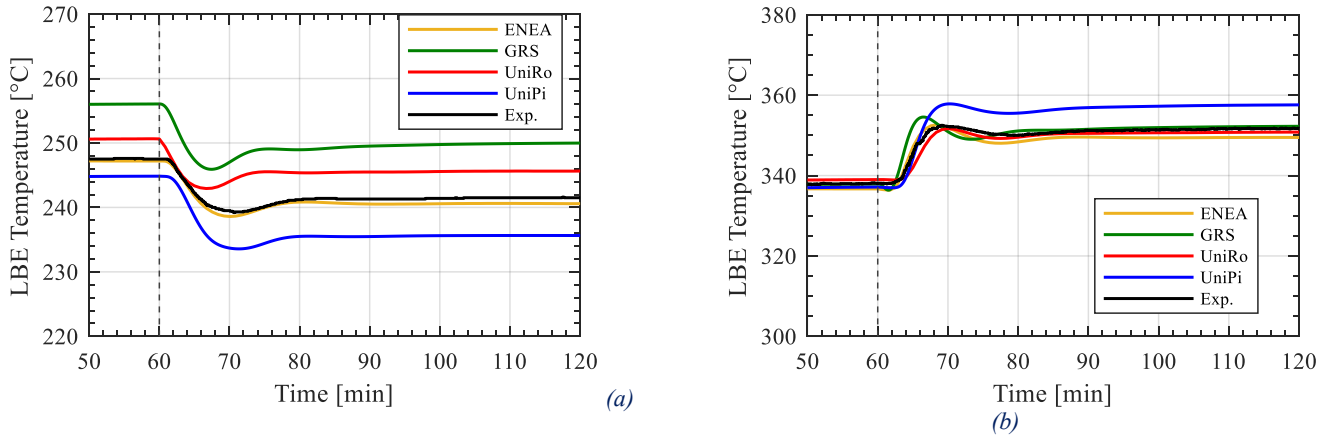 LBE Temperature [°C]
270
260
250
240
230
220
50 60 70 80 90 100 110 120
Time [min]
ENEA
GRS
UniRo
UniPi
Exp.
(a)
LBE Temperature [°C]
380
360
340
320
300
50 60 70 80 90 100 110 120
Time [min]
ENEA
GRS
UniRo
UniPi
Exp.
(b)